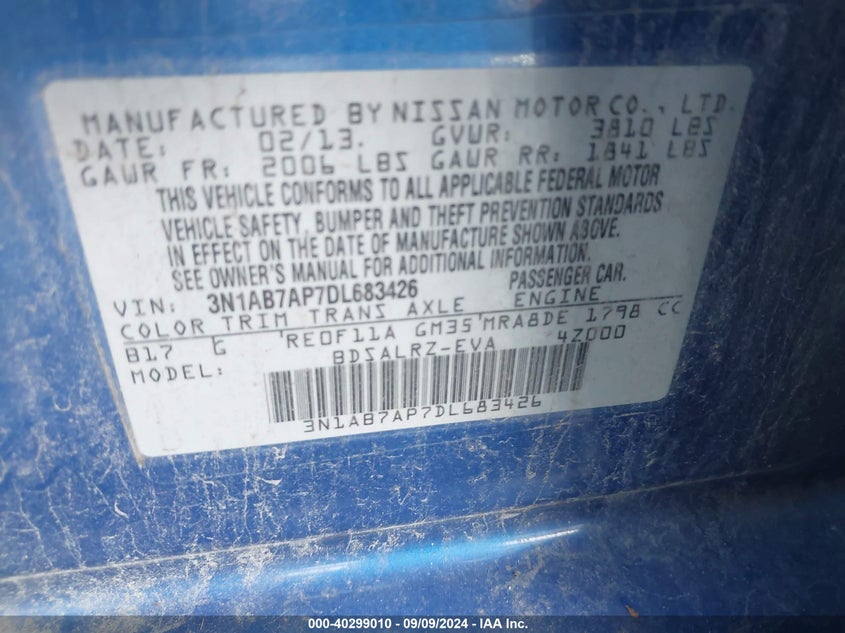 MANUFACTURED BY NISSAN MOTOR CO., LTD.
DATE: 02/13. GVWR: 3810 LBS
GAWR FR: 2006 LBS GAWR RR: 1841 LBS
THIS VEHICLE CONFORMS TO ALL APPLICABLE FEDERAL MOTOR
VEHICLE SAFETY, BUMPER AND THEFT PREVENTION STANDARDS
IN EFFECT ON THE DATE OF MANUFACTURE SHOWN ABOVE.
SEE OWNER'S MANUAL FOR ADDITIONAL INFORMATION.
VIN: 3N1AB7AP7DL683426 PASSENGER CAR.
COLOR TRIM TRANS AXLE ENGINE
B17 G RE0F11A GM35 MRA8DE 1798 CC
MODEL: BDSALRZ-EVA 4Z000
3N1AB7AP7DL683426
000-40299010 - 09/09/2024 - IAA Inc.